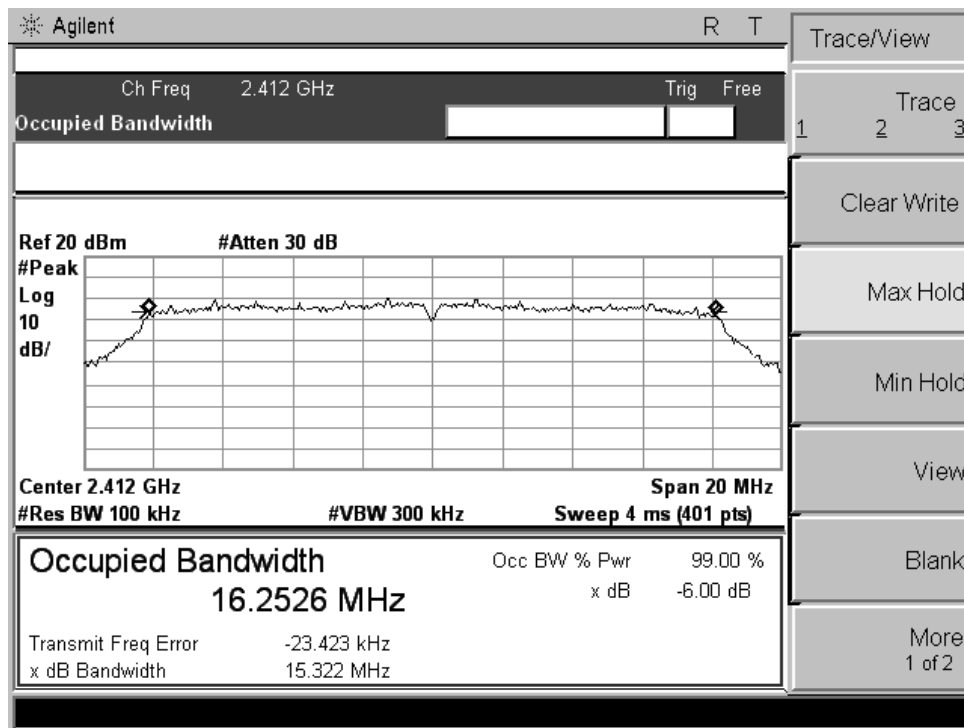 Agilent R T
Ch Freq 2.412 GHz Trig Free
Occupied Bandwidth
Ref 20 dBm #Atten 30 dB
#Peak
Log
10
dB/
Center 2.412 GHz Span 20 MHz
#Res BW 100 kHz #VBW 300 kHz Sweep 4 ms (401 pts)
Occupied Bandwidth
16.2526 MHz
Occ BW % Pwr 99.00 %
x dB -6.00 dB
Transmit Freq Error -23.423 kHz
x dB Bandwidth 15.322 MHz
Trace/View
Trace
1 2 3
Clear Write
Max Hold
Min Hold
View
Blank
More
1 of 2